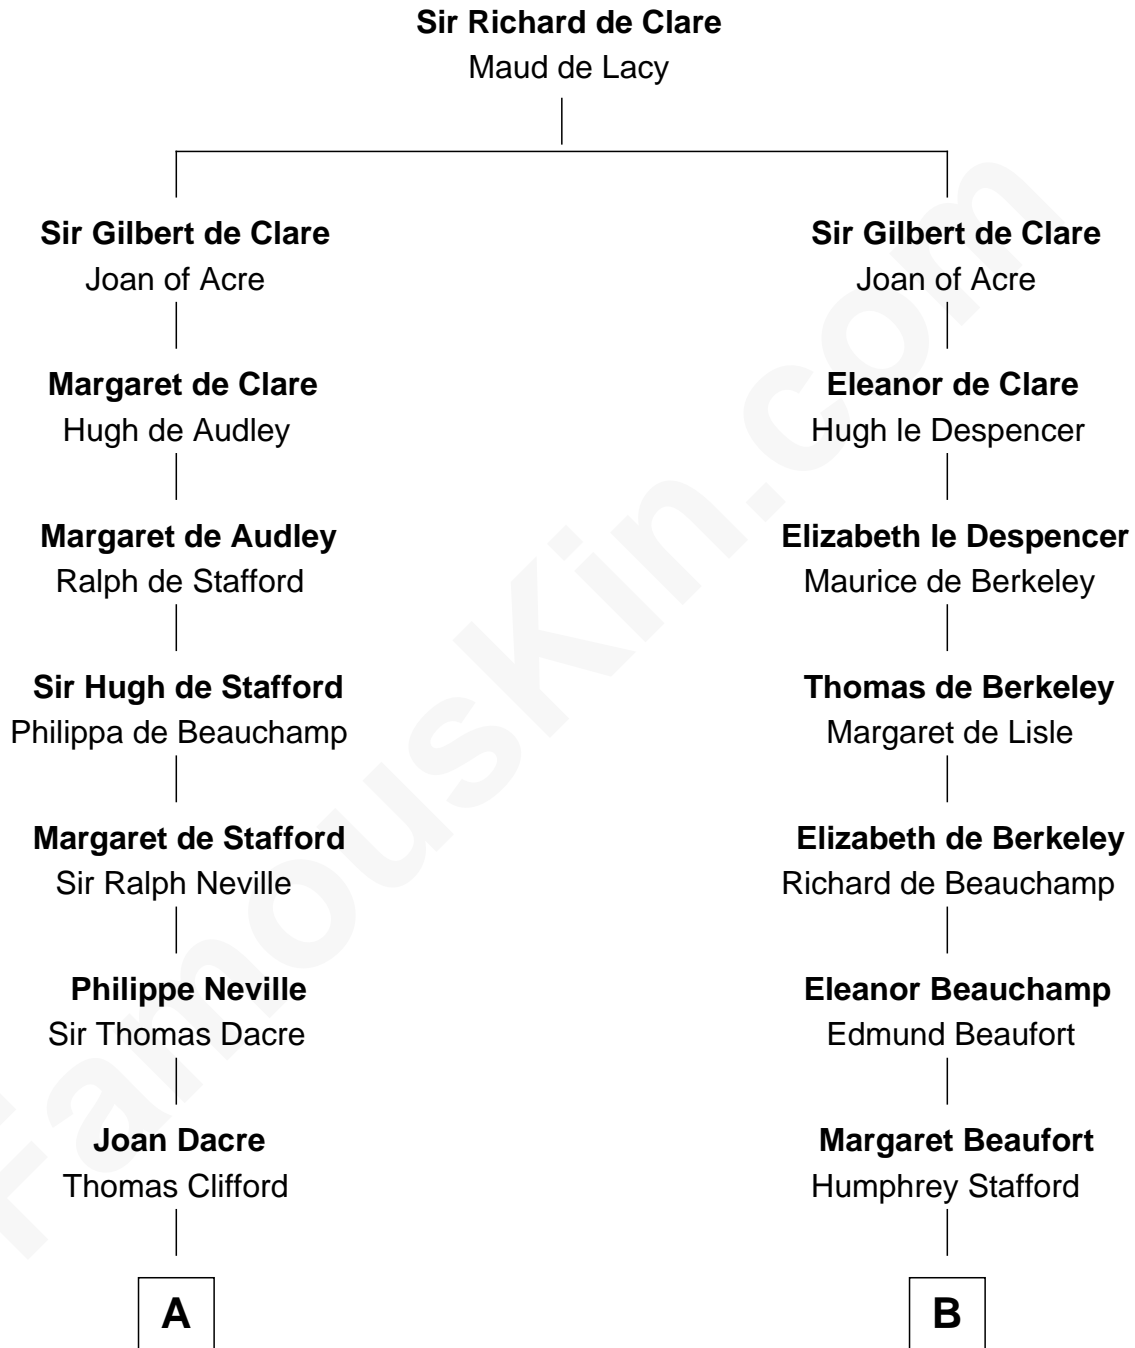 Sir Richard de Clare
Maud de Lacy
Sir Gilbert de Clare
Joan of Acre
Margaret de Clare
Hugh de Audley
Margaret de Audley
Ralph de Stafford
Sir Hugh de Stafford
Philippa de Beauchamp
Margaret de Stafford
Sir Ralph Neville
Philippe Neville
Sir Thomas Dacre
Joan Dacre
Thomas Clifford
A
Sir Gilbert de Clare
Joan of Acre
Eleanor de Clare
Hugh le Despencer
Elizabeth le Despencer
Maurice de Berkeley
Thomas de Berkeley
Margaret de Lisle
Elizabeth de Berkeley
Richard de Beauchamp
Eleanor Beauchamp
Edmund Beaufort
Margaret Beaufort
Humphrey Stafford
B
FamousKin.com